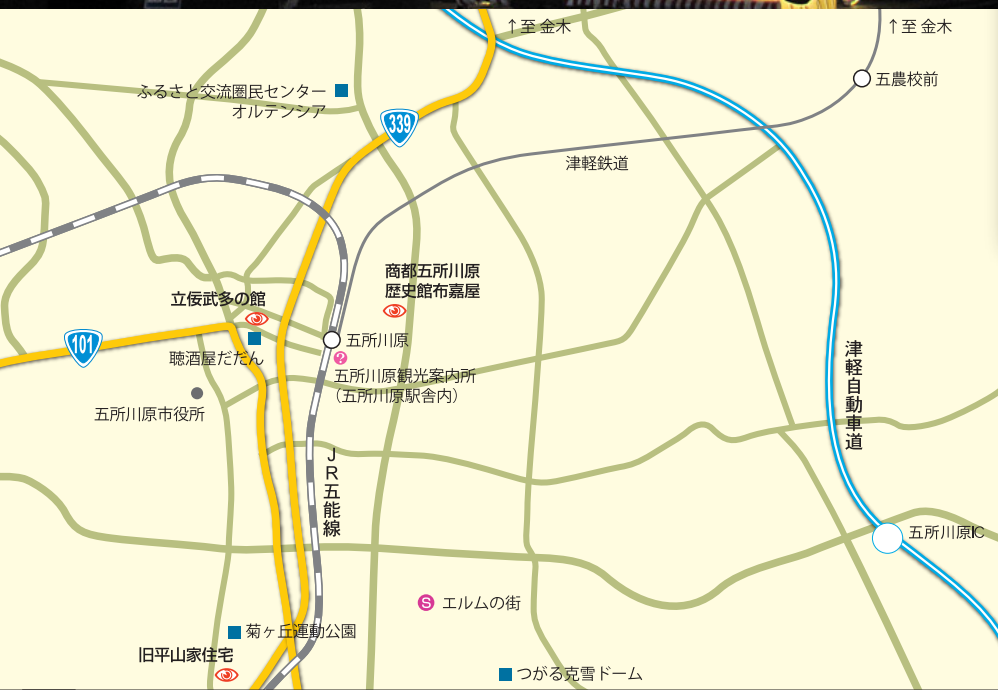 ↑至 金木
↑至 金木
五農校前
ふるさと交流圏民センター
オルテンシア
339
津軽鉄道
商都五所川原
歴史館布嘉屋
立佞武多の館
五所川原
101
聴酒屋だだん
?
五所川原観光案内所
（五所川原駅舎内）
五所川原市役所
津軽自動車道
JR五能線
五所川原IC
S エルムの街
菊ヶ丘運動公園
旧平山家住宅
つがる克雪ドーム